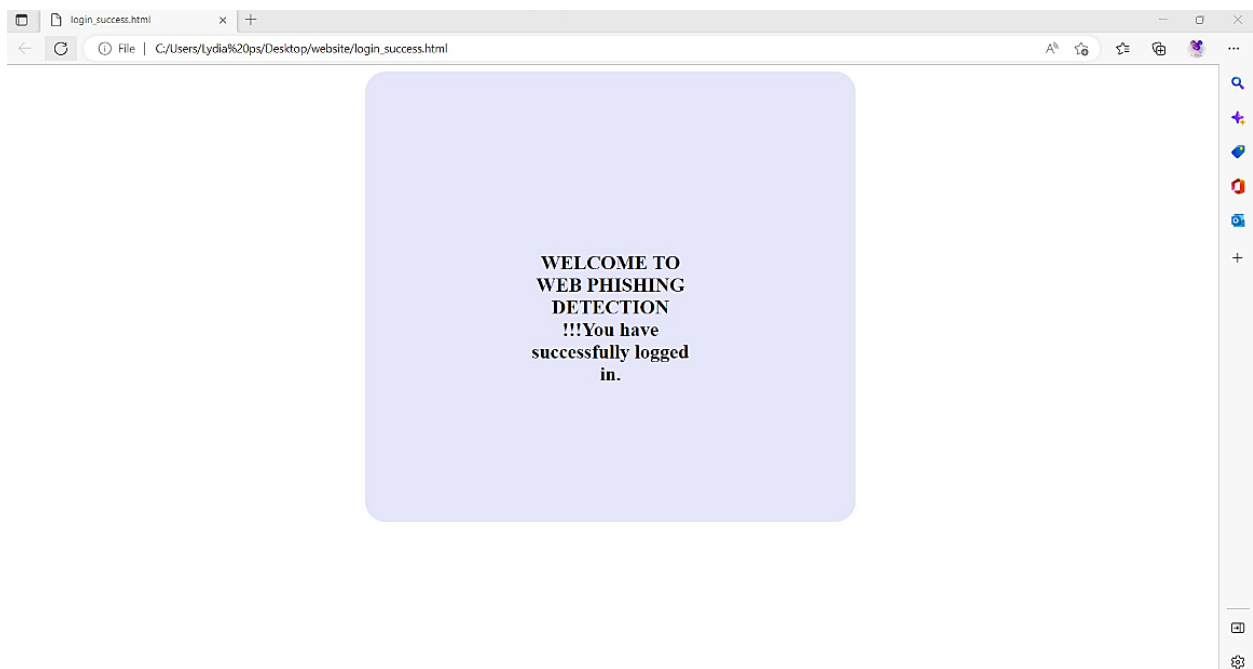 login_success.html
File | C:/Users/Lydia%20ps/Desktop/website/login_success.html
WELCOME TO
WEB PHISHING
DETECTION
!!!You have
successfully logged
in.